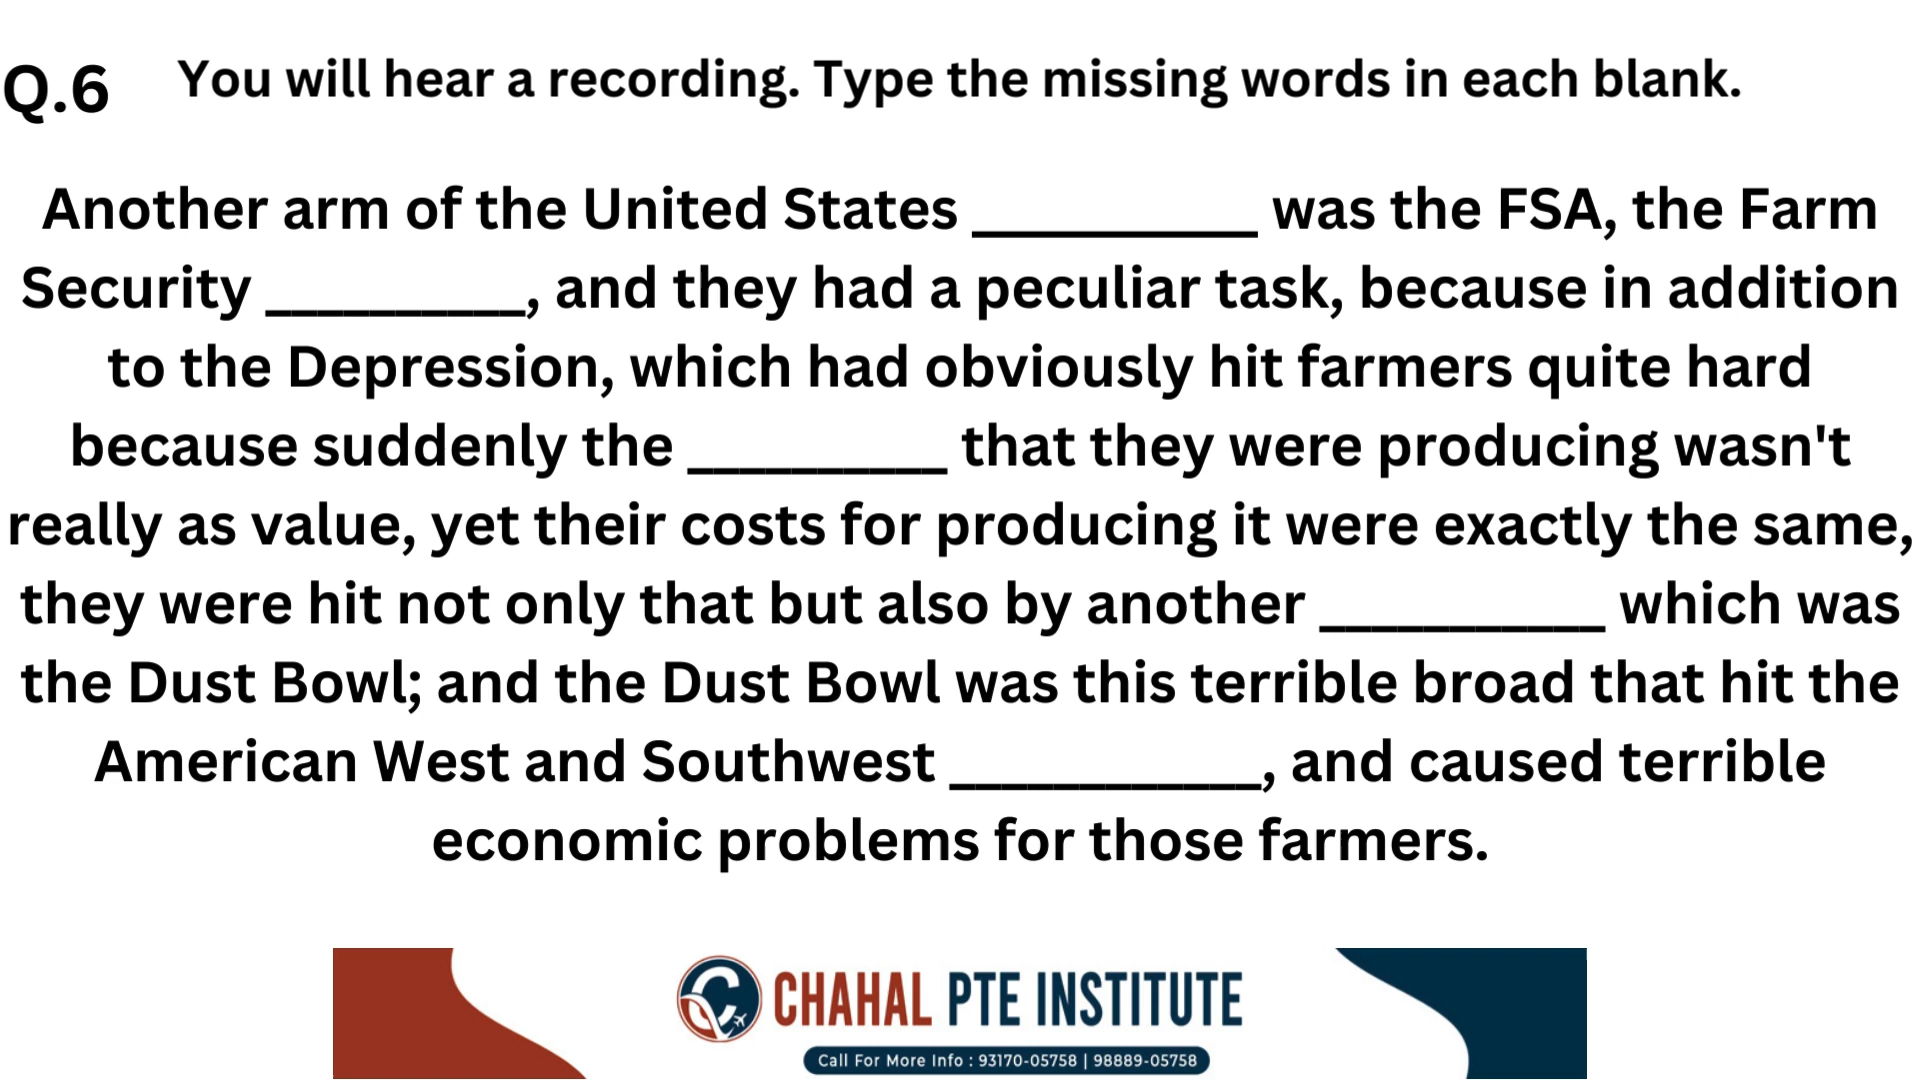 Q.6 You will hear a recording. Type the missing words in each blank.
Another arm of the United States ___________ was the FSA, the Farm
Security __________, and they had a peculiar task, because in addition
to the Depression, which had obviously hit farmers quite hard
because suddenly the __________ that they were producing wasn't
really as value, yet their costs for producing it were exactly the same,
they were hit not only that but also by another ___________ which was
the Dust Bowl; and the Dust Bowl was this terrible broad that hit the
American West and Southwest ____________, and caused terrible
economic problems for those farmers.
CHAHAL PTE INSTITUTE
Call For More Info : 93170-05758 | 98889-05758